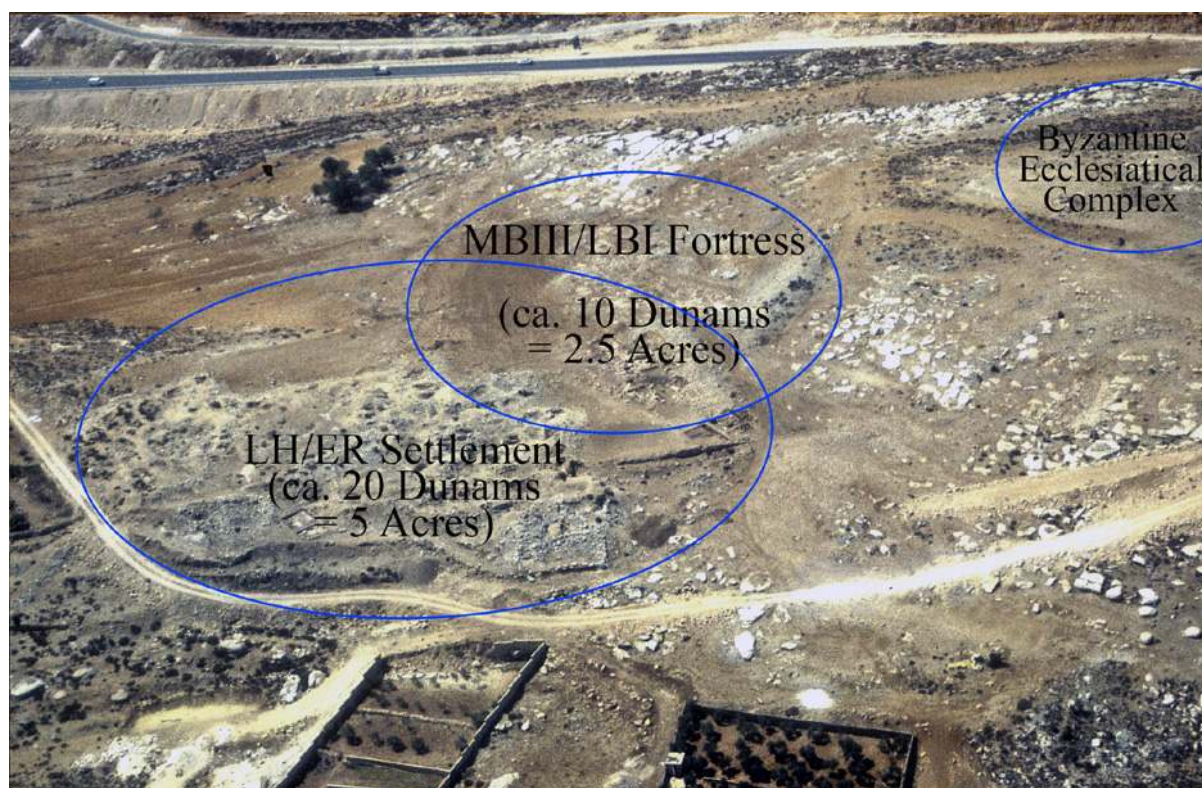 Byzantine
Ecclesiatical
Complex
MBIII/LBI Fortress
(ca. 10 Dunams
= 2.5 Acres)
LH/ER Settlement
(ca. 20 Dunams
= 5 Acres)